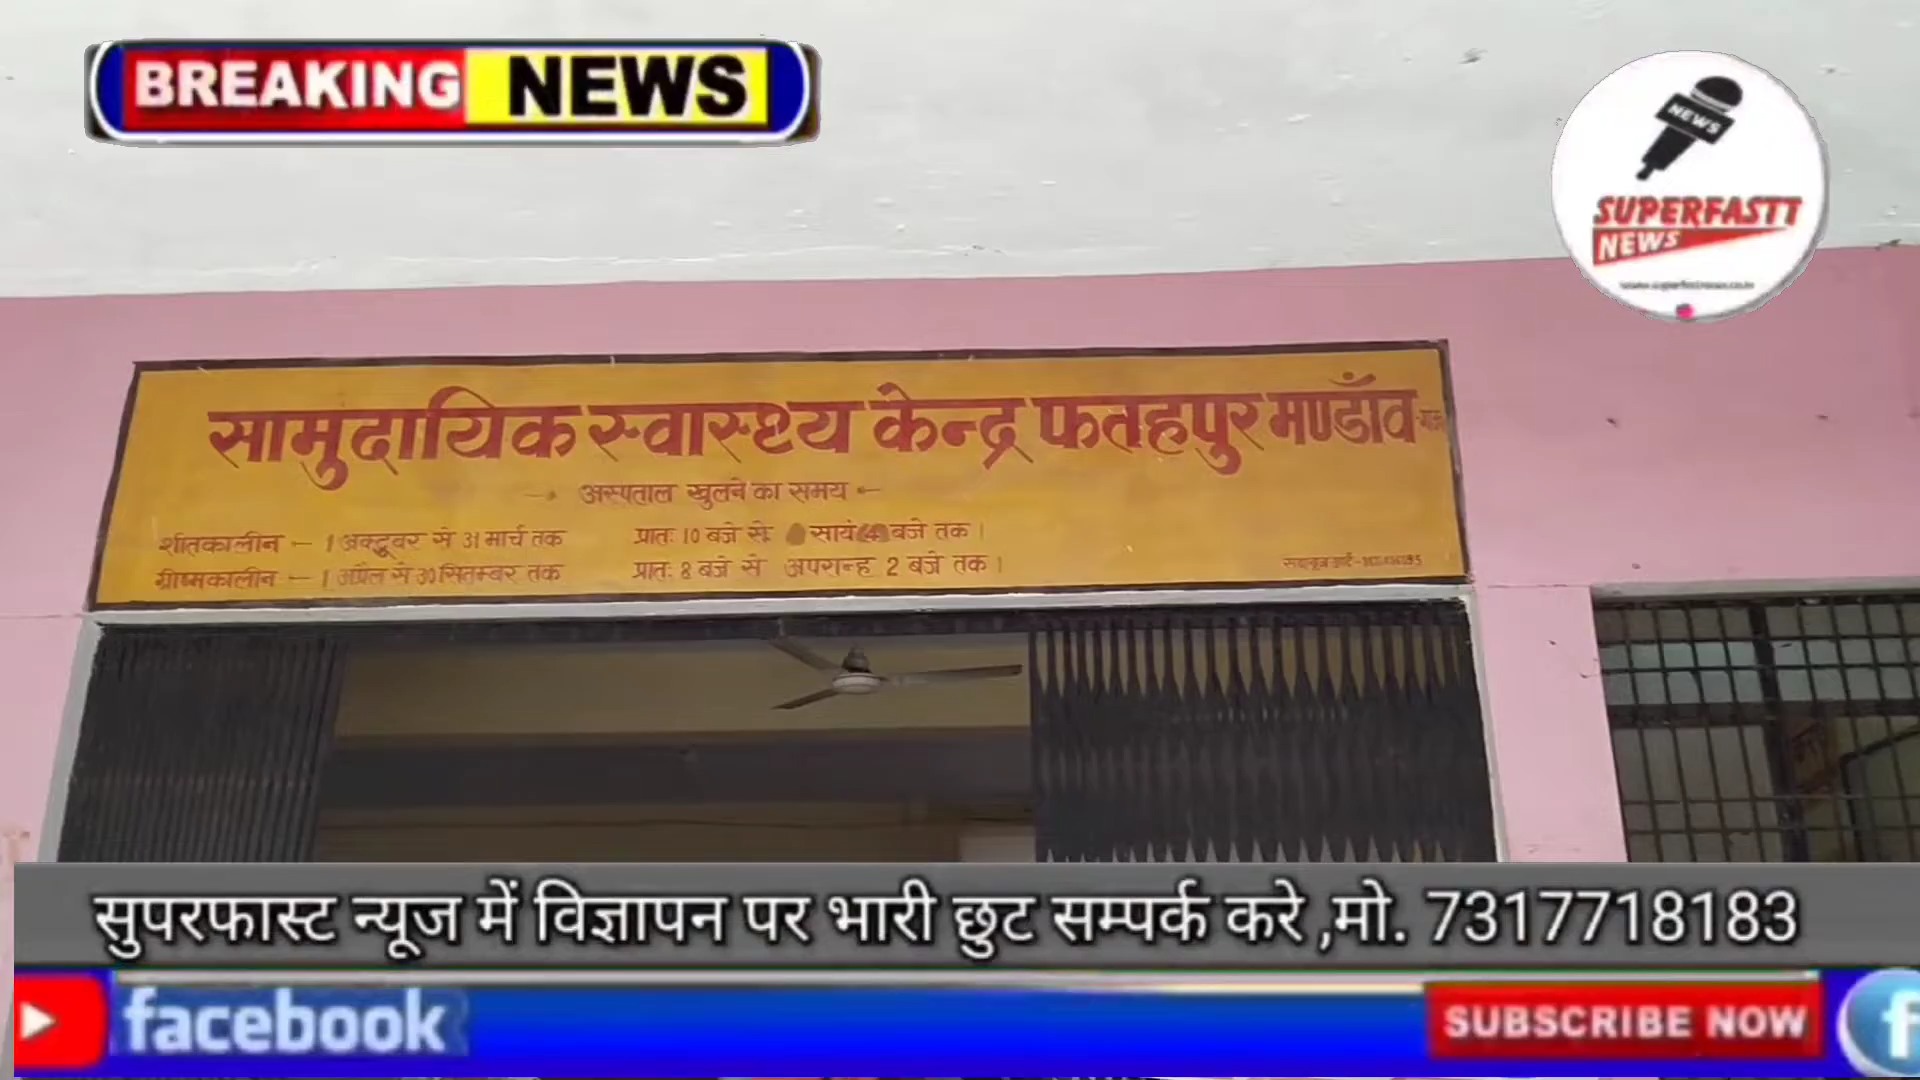 BREAKING NEWS
NEWS
SUPERFASTT
NEWS
सामुदायिक स्वास्थ्य केन्द्र फतहपुर मण्डाँव
अस्पताल खुलने का समय
शीतकालीन – 1 अक्टूबर से 31 मार्च तक प्रातः 10 बजे से सायं 4 बजे तक।
ग्रीष्मकालीन – 1 अप्रैल से 30 सितम्बर तक प्रातः 8 बजे से अपरान्ह 2 बजे तक।
सुपरफास्ट न्यूज में विज्ञापन पर भारी छुट सम्पर्क करे ,मो. 7317718183
facebook
SUBSCRIBE NOW
f